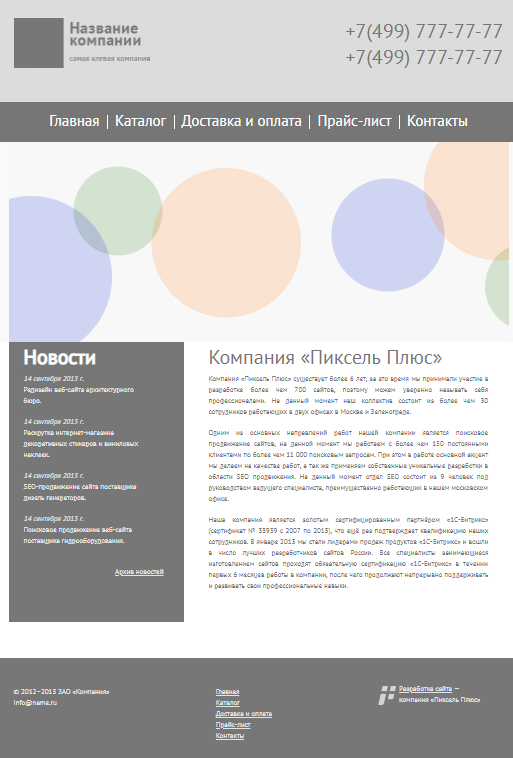 Название
компании
самая клевая компания
+7(499) 777-77-77
+7(499) 777-77-77
Главная | Каталог | Доставка и оплата | Прайс-лист | Контакты
Новости
14 сентября 2013 г.
Редизайн веб-сайта архитектурного
бюро.
14 сентября 2013 г.
Раскрутка интернет-магазина
декоративных стикеров и виниловых
наклеек.
14 сентября 2013 г.
SEO-продвижение сайта поставщика
дизель генераторов.
14 сентября 2013 г.
Поисковое продвижение веб-сайта
поставщика гидрооборудования.
Архив новостей
Компания «Пиксель Плюс»
Компания «Пиксель Плюс» существует более 6 лет, за это время мы принимали участие в
разработке более чем 700 сайтов, поэтому можем уверенно называть себя
профессионалами. На данный момент наш коллектив состоит из более чем 30
сотрудников работающих в двух офисах в Москве и Зеленограде.
Одним из основных направлений работ нашей компании является поисковое
продвижение сайтов, на данной момент мы работаем с более чем 150 постоянными
клиентами по более чем 11 000 поисковым запросам. При этом в работе основной акцент
мы делаем на качестве работ, а так же применяем собственные уникальные разработки в
области SEO продвижения. На данный момент отдел SEO состоит из 9 человек под
руководством ведущего специалиста, преимущественно работающих в нашем московском
офисе.
Наша компания является золотым сертифицированным партнёром «1С-Битрикс»
(сертификат № 33939 с 2007 по 2013), что ещё раз подтверждает квалификацию наших
сотрудников. В январе 2013 мы стали лидерами продаж продуктов «1С-Битрикс» и вошли
в число лучших разработчиков сайтов России. Все специалисты занимающиеся
изготовлением сайтов проходят обязательную сертификацию «1С-Битрикс» в течении
первых 6 месяцев работы в компании, после чего продолжают непрерывно поддерживать
и развивать свои профессиональные навыки.
© 2012–2013 ЗАО «Компания»
info@name.ru
Главная
Каталог
Доставка и оплата
Прайс-лист
Контакты
Разработка сайта —
компания «Пиксель Плюс»